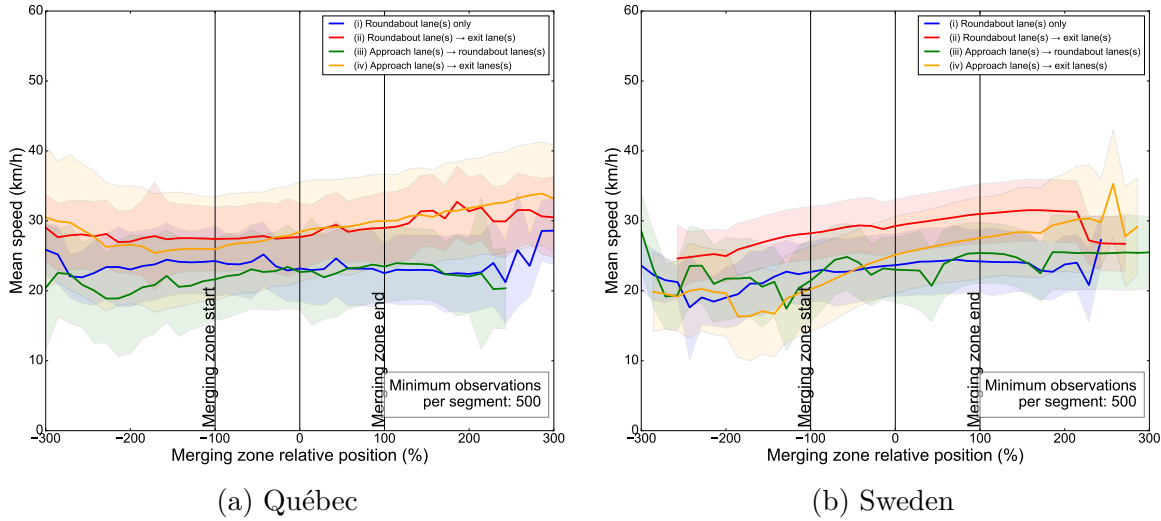 60
50
40
30
20
10
0
−300
−200
−100
0
100
200
300
Mean speed (km/h)
Merging zone relative position (%)
(i) Roundabout lane(s) only
(ii) Roundabout lane(s) → exit lane(s)
(iii) Approach lane(s) → roundabout lanes(s)
(iv) Approach lane(s) → exit lanes(s)
Merging zone start
Merging zone end
Minimum observations
per segment: 500
(a) Québec
60
50
40
30
20
10
0
−300
−200
−100
0
100
200
300
Mean speed (km/h)
Merging zone relative position (%)
(i) Roundabout lane(s) only
(ii) Roundabout lane(s) → exit lane(s)
(iii) Approach lane(s) → roundabout lanes(s)
(iv) Approach lane(s) → exit lanes(s)
Merging zone start
Merging zone end
Minimum observations
per segment: 500
(b) Sweden